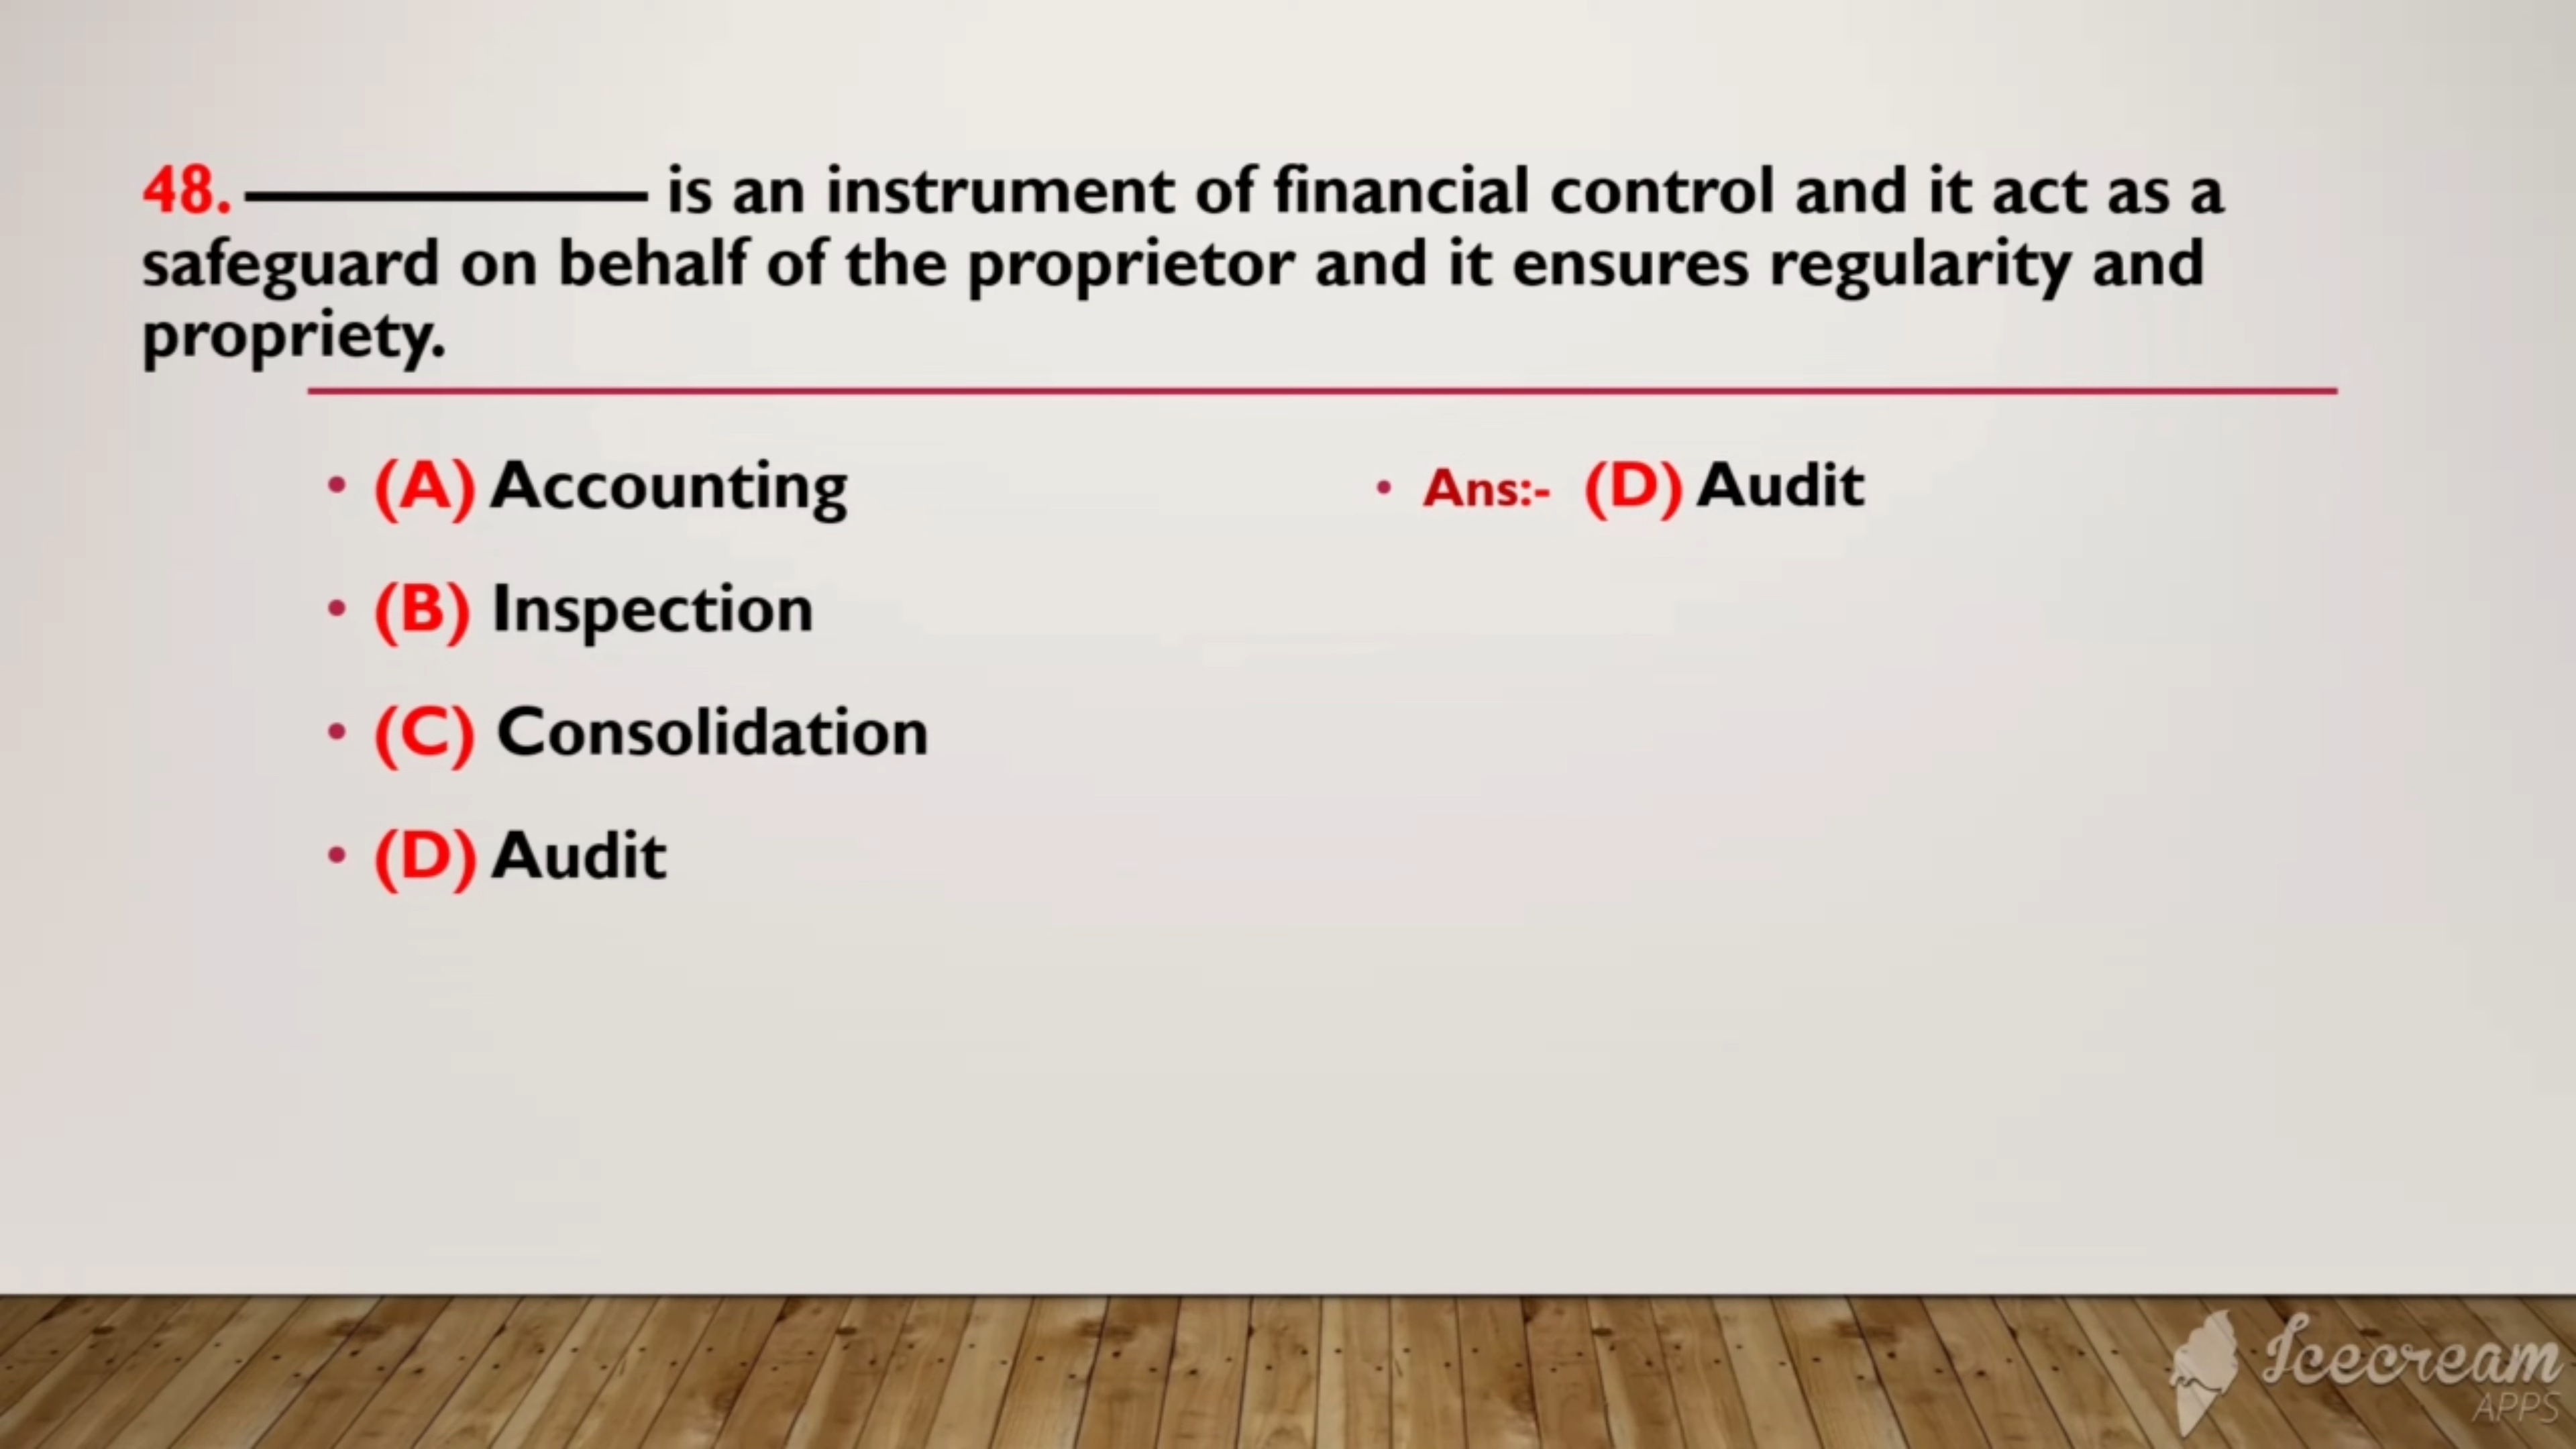 48. ________ is an instrument of financial control and it act as a
safeguard on behalf of the proprietor and it ensures regularity and
propriety.
• (A) Accounting
• (B) Inspection
• (C) Consolidation
• (D) Audit
• Ans:- (D) Audit
Icecream
APPS